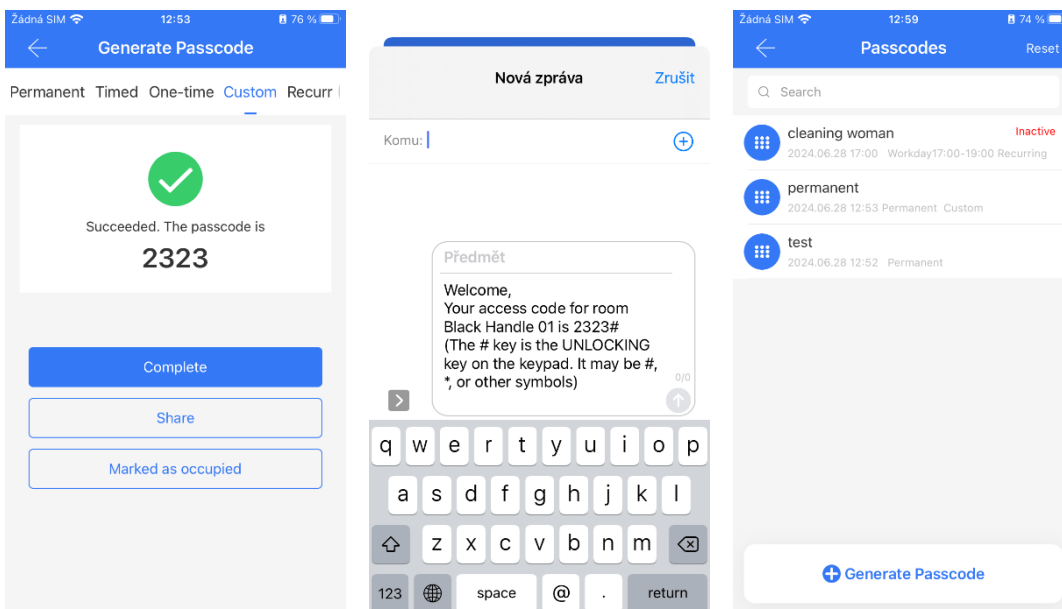 Žádná SIM 12:53 76 %
Generate Passcode
Permanent Timed One-time Custom Recurr
Succeeded. The passcode is
2323
Complete
Share
Marked as occupied
Nová zpráva Zrušit
Komu:
Předmět
Welcome,
Your access code for room
Black Handle 01 is 2323#
(The # key is the UNLOCKING
key on the keypad. It may be #,
*, or other symbols)
0/0
q w e r t y u i o p
a s d f g h j k l
z x c v b n m
123 space @ . return
Žádná SIM 12:59 74 %
Passcodes Reset
Search
cleaning woman Inactive
2024.06.28 17:00 Workday17:00-19:00 Recurring
permanent
2024.06.28 12:53 Permanent Custom
test
2024.06.28 12:52 Permanent
Generate Passcode